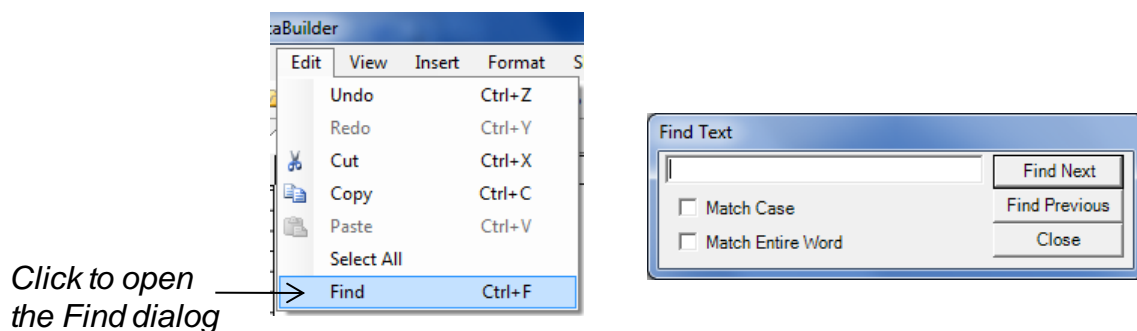 aBuilder
Edit View Insert Format S
Undo Ctrl+Z
Redo Ctrl+Y
Cut Ctrl+X
Copy Ctrl+C
Paste Ctrl+V
Select All
Find Ctrl+F
Click to open
the Find dialog
Find Text
Find Next
Match Case
Find Previous
Match Entire Word
Close